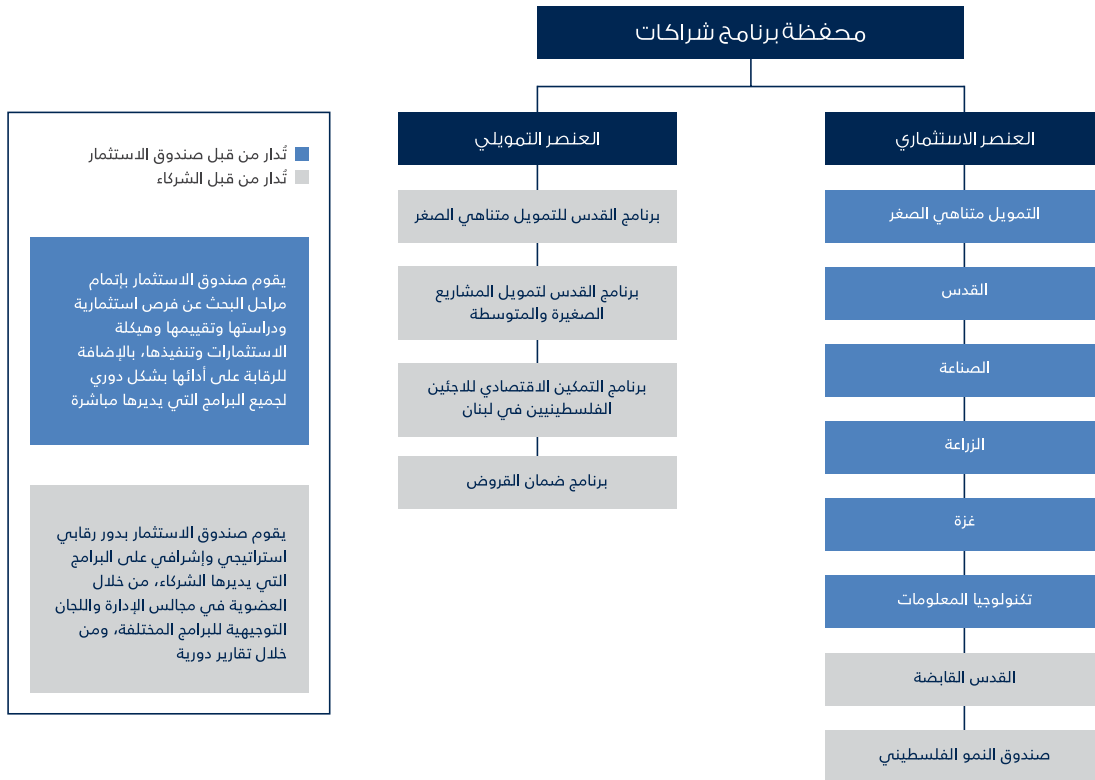 محفظة برنامج شراكات
العنصر الاستثماري
التمويل متناهي الصغر
القدس
الصناعة
الزراعة
غزة
تكنولوجيا المعلومات
القدس القابضة
صندوق النمو الفلسطيني
العنصر التمويلي
برنامج القدس للتمويل متناهي الصغر
برنامج القدس لتمويل المشاريع
الصغيرة والمتوسطة
برنامج التمكين الاقتصادي للاجئين
الفلسطينيين في لبنان
برنامج ضمان القروض
تُدار من قبل صندوق الاستثمار
تُدار من قبل الشركاء
يقوم صندوق الاستثمار بإتمام
مراحل البحث عن فرص استثمارية
ودراستها وتقييمها وهيكلة
الاستثمارات وتنفيذها، بالإضافة
للرقابة على أدائها بشكل دوري
لجميع البرامج التي يديرها مباشرة
يقوم صندوق الاستثمار بدور رقابي
استراتيجي وإشرافي على البرامج
التي يديرها الشركاء، من خلال
العضوية في مجالس الإدارة واللجان
التوجيهية للبرامج المختلفة، ومن
خلال تقارير دورية